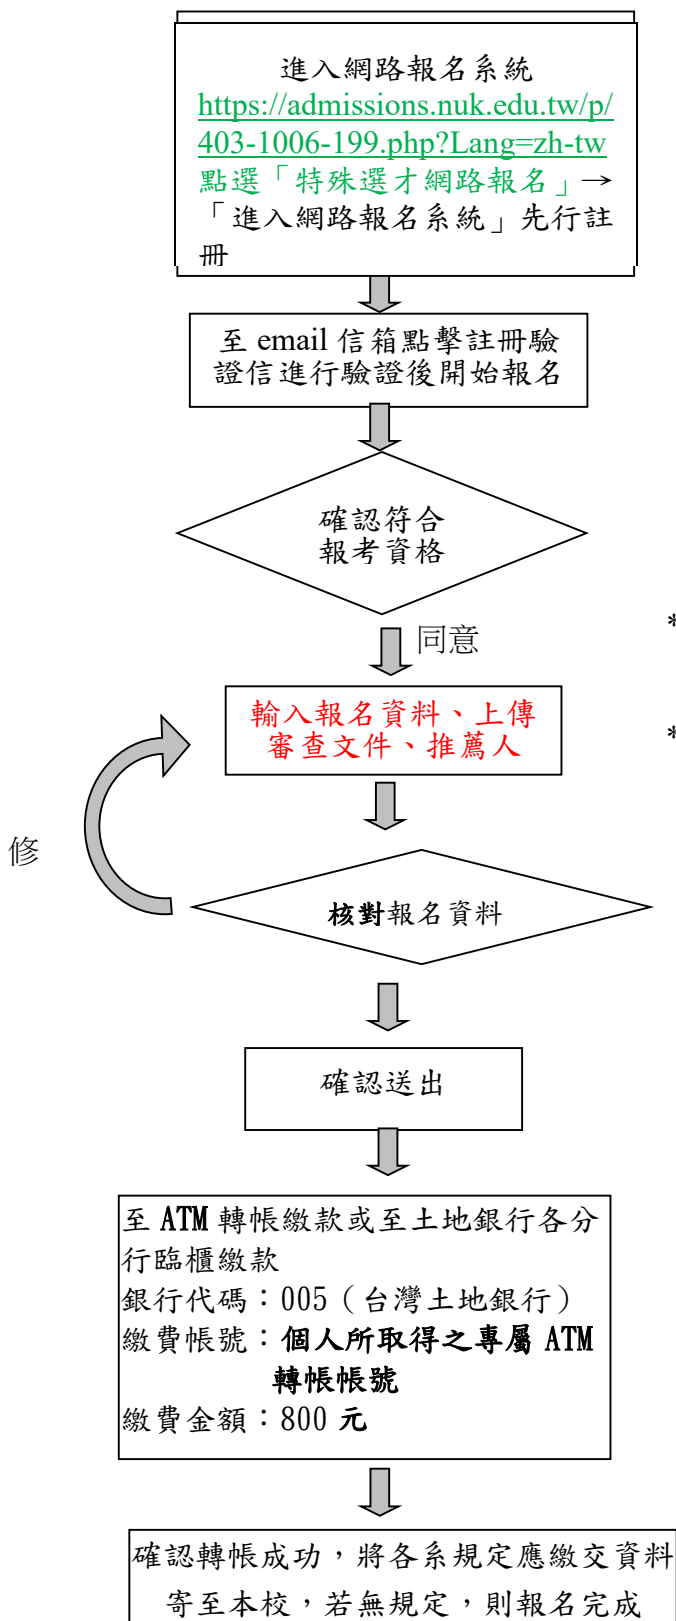 進入網路報名系統
https://admissions.nuk.edu.tw/p/
403-1006-199.php?Lang=zh-tw
點選「特殊選才網路報名」→
「進入網路報名系統」先行註
冊
至 email 信箱點擊註冊驗
證信進行驗證後開始報名
確認符合
報考資格
同意
*
輸入報名資料、上傳
審查文件、推薦人
*
修
核對報名資料
確認送出
至 ATM 轉帳繳款或至土地銀行各分
行臨櫃繳款
銀行代碼：005（台灣土地銀行）
繳費帳號：個人所取得之專屬 ATM
轉帳帳號
繳費金額：800 元
確認轉帳成功，將各系規定應繳交資料
寄至本校，若無規定，則報名完成